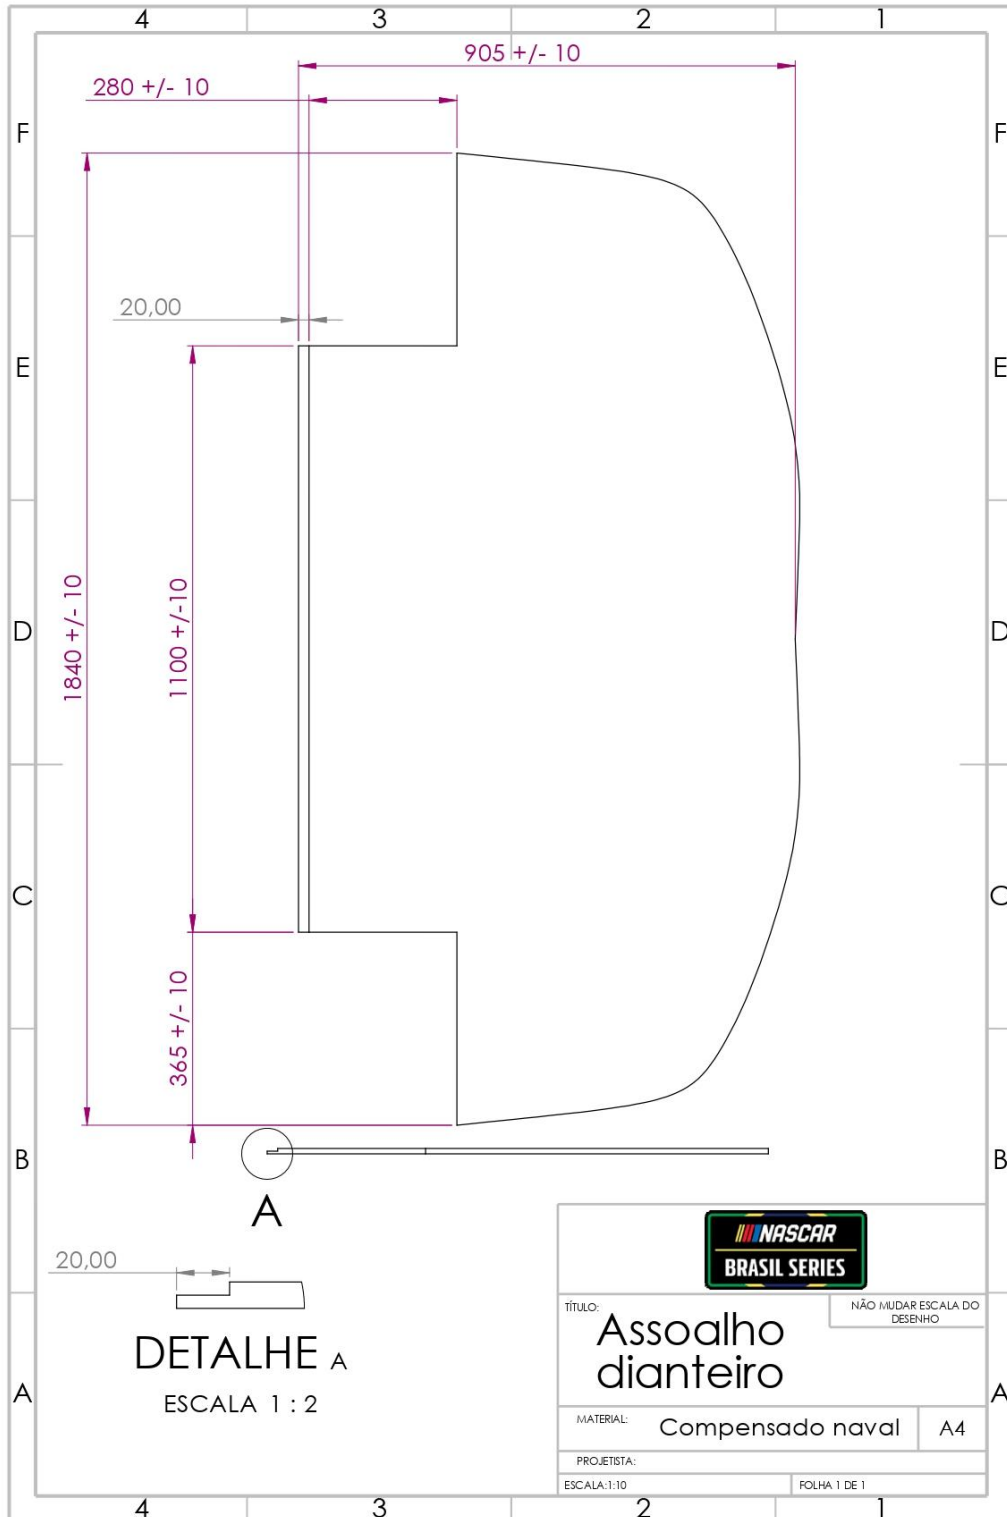 4 3 2 1
905 +/- 10
280 +/- 10
F F
20,00
E E
1840 +/- 10
1100 +/-10
D D
C C
365 +/- 10
B B
A
20,00
DETALHE A
ESCALA 1 : 2
NASCAR
BRASIL SERIES
TÍTULO:
NÃO MUDAR ESCALA DO
DESENHO
Assoalho
dianteiro
A A
MATERIAL: Compensado naval A4
PROJETISTA:
ESCALA:1:10 FOLHA 1 DE 1
4 3 2 1